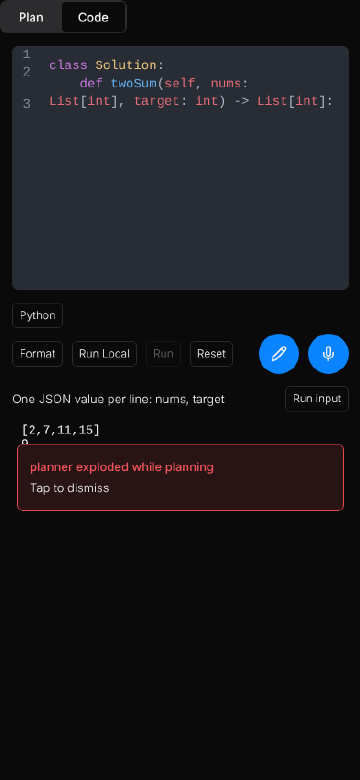 Plan Code
1
2 class Solution:
def twoSum(self, nums:
3 List[int], target: int) -> List[int]:
Python
Format Run Local Run Reset
One JSON value per line: nums, target Run input
[2,7,11,15]
9
planner exploded while planning
Tap to dismiss